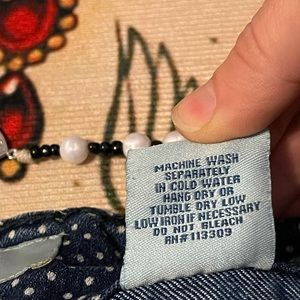 MACHINE WASH
SEPARATELY
IN COLD WATER
HANG DRY OR
TUMBLE DRY LOW
LOW IRON IF NECESSARY
DO NOT BLEACH
RN#113309